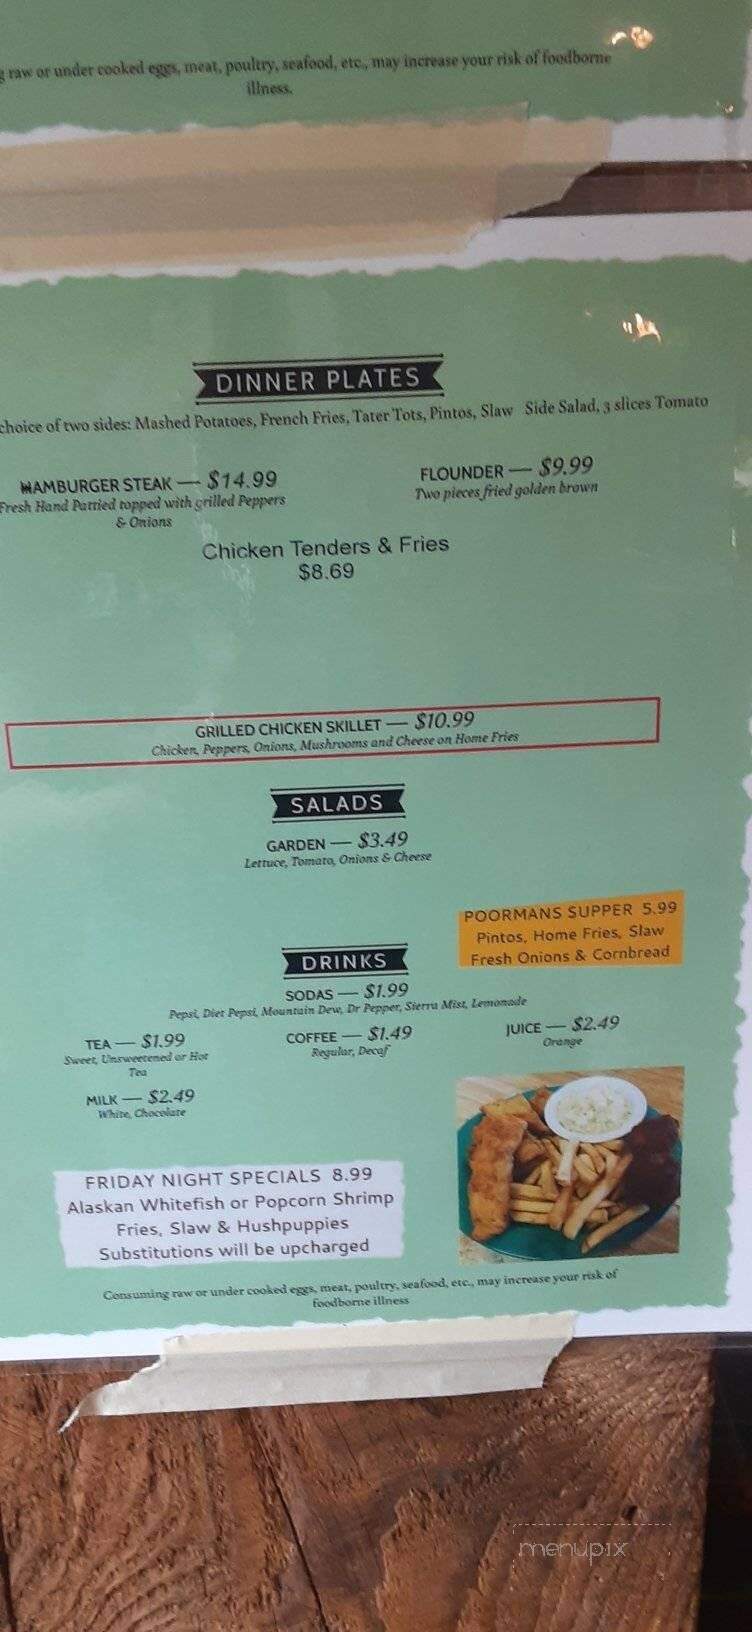 raw or under cooked eggs, meat, poultry, seafood, etc., may increase your risk of foodborne
illness.
DINNER PLATES
choice of two sides: Mashed Potatoes, French Fries, Tater Tots, Pintos, Slaw Side Salad, 3 slices Tomato
HAMBURGER STEAK — $14.99
Fresh Hand Pattied topped with grilled Peppers
& Onions
FLOUNDER — $9.99
Two pieces fried golden brown
Chicken Tenders & Fries
$8.69
GRILLED CHICKEN SKILLET — $10.99
Chicken, Peppers, Onions, Mushrooms and Cheese on Home Fries
SALADS
GARDEN — $3.49
Lettuce, Tomato, Onions & Cheese
POORMANS SUPPER 5.99
Pintos, Home Fries, Slaw
Fresh Onions & Cornbread
DRINKS
SODAS — $1.99
Pepsi, Diet Pepsi, Mountain Dew, Dr Pepper, Sierra Mist, Lemonade
TEA — $1.99
Sweet, Unsweetened or Hot
Tea
COFFEE — $1.49
Regular, Decaf
JUICE — $2.49
Orange
MILK — $2.49
White, Chocolate
FRIDAY NIGHT SPECIALS 8.99
Alaskan Whitefish or Popcorn Shrimp
Fries, Slaw & Hushpuppies
Substitutions will be upcharged
Consuming raw or under cooked eggs, meat, poultry, seafood, etc., may increase your risk of
foodborne illness
menupix